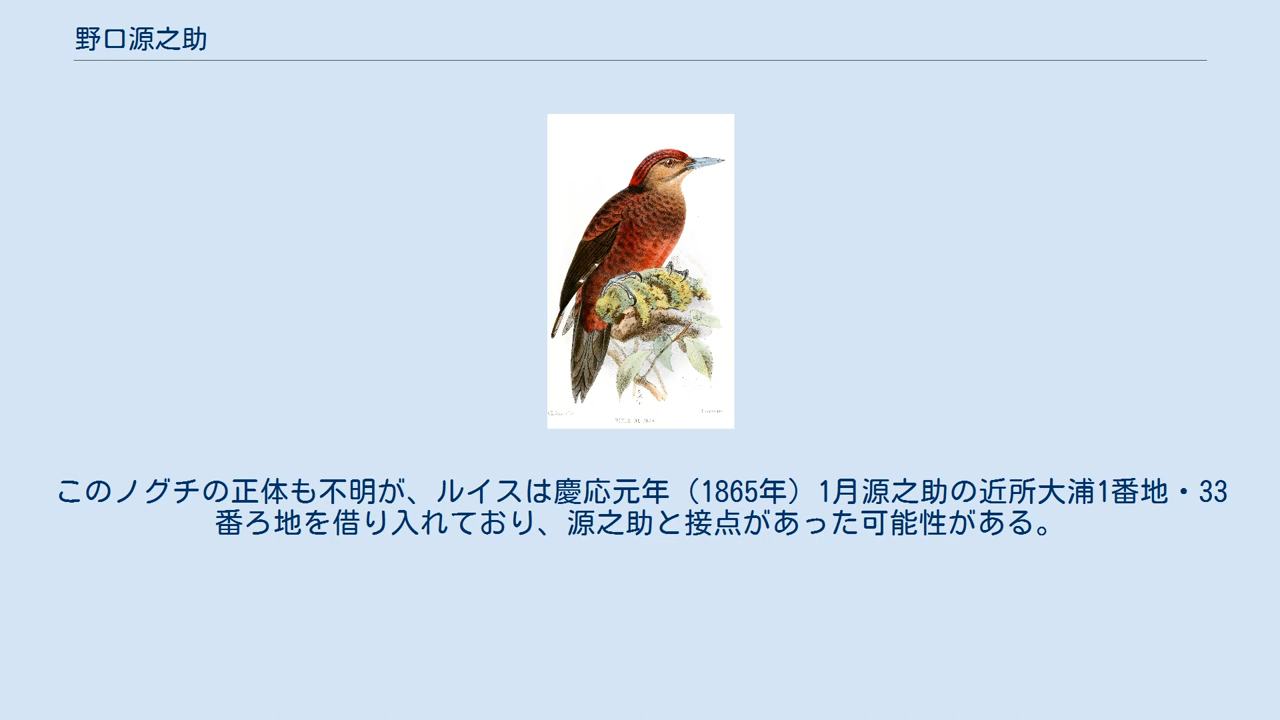 野口源之助
このノグチの正体も不明が、ルイスは慶応元年（1865年）1月源之助の近所大浦1番地・33
番ろ地を借り入れており、源之助と接点があった可能性がある。